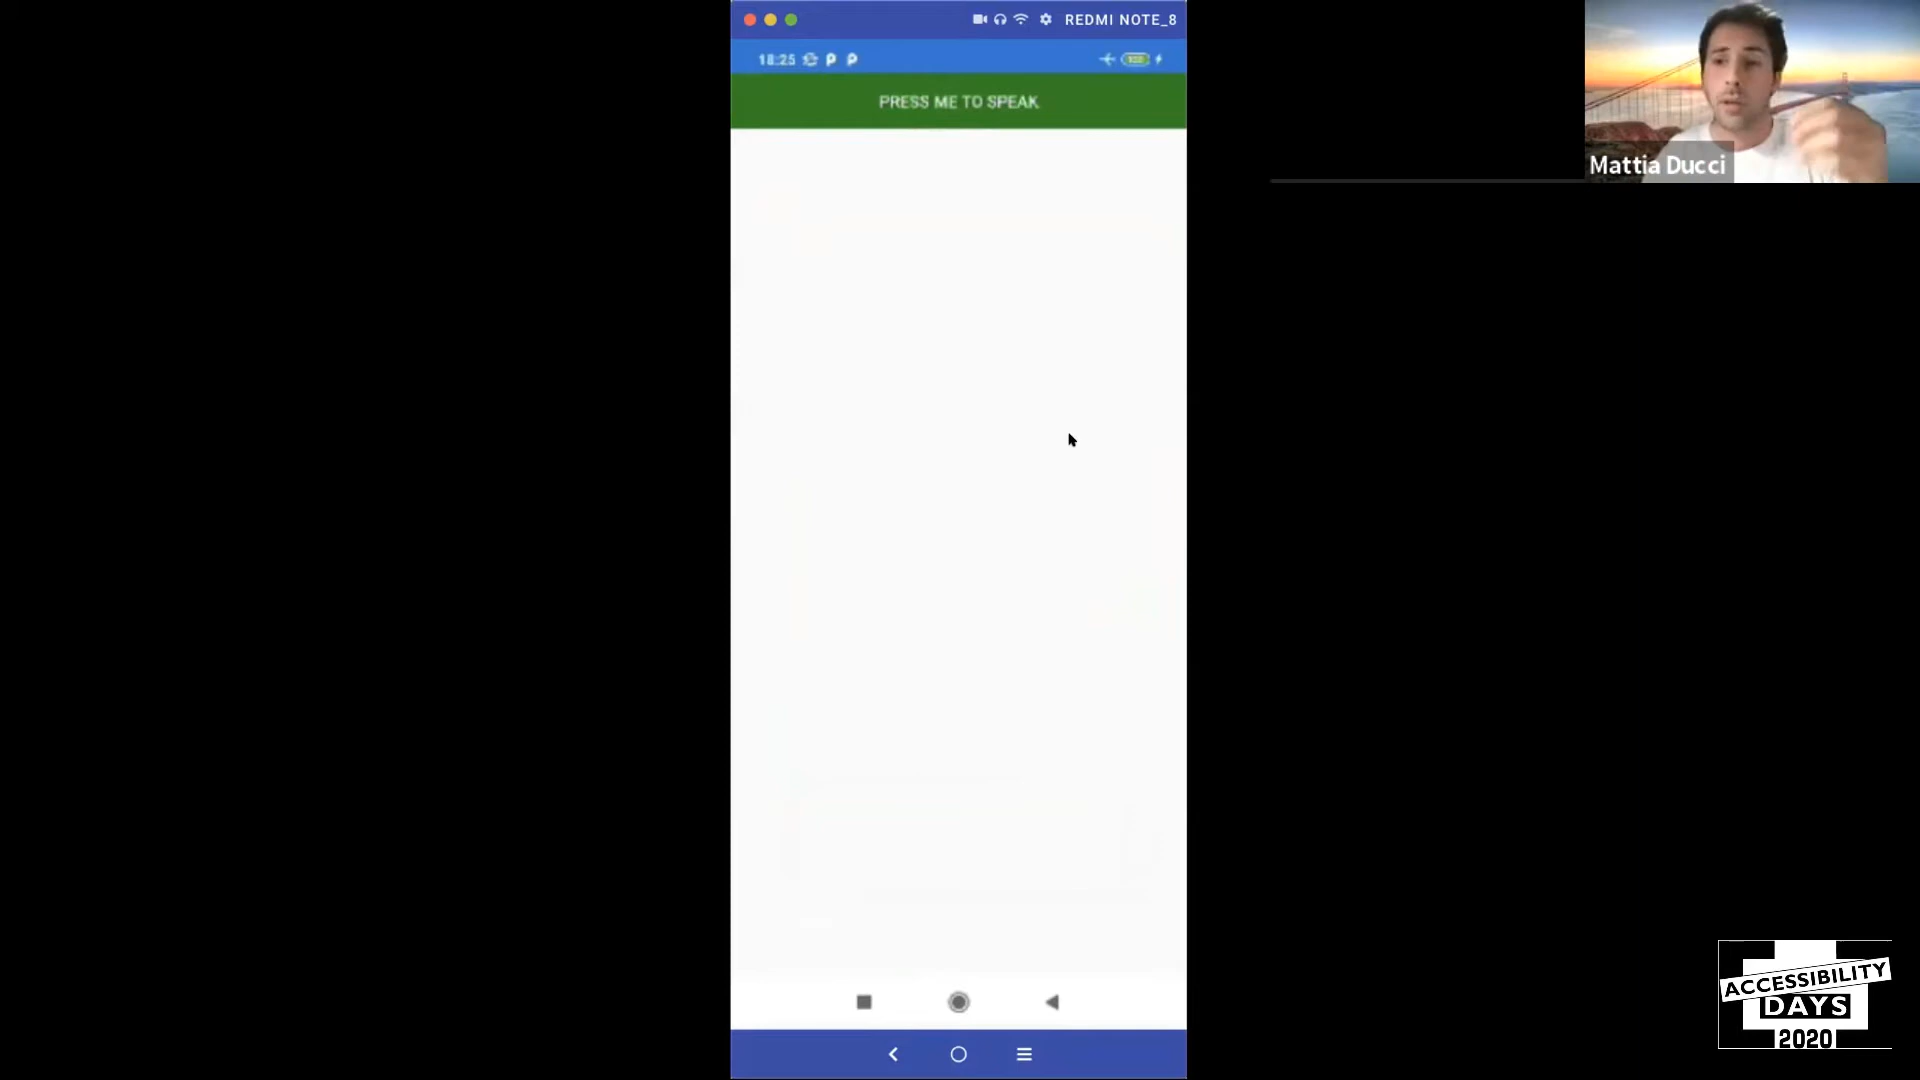 REDMI NOTE_8
18:25
PRESS ME TO SPEAK
Mattia Ducci
ACCESSIBILITY
DAYS
2020